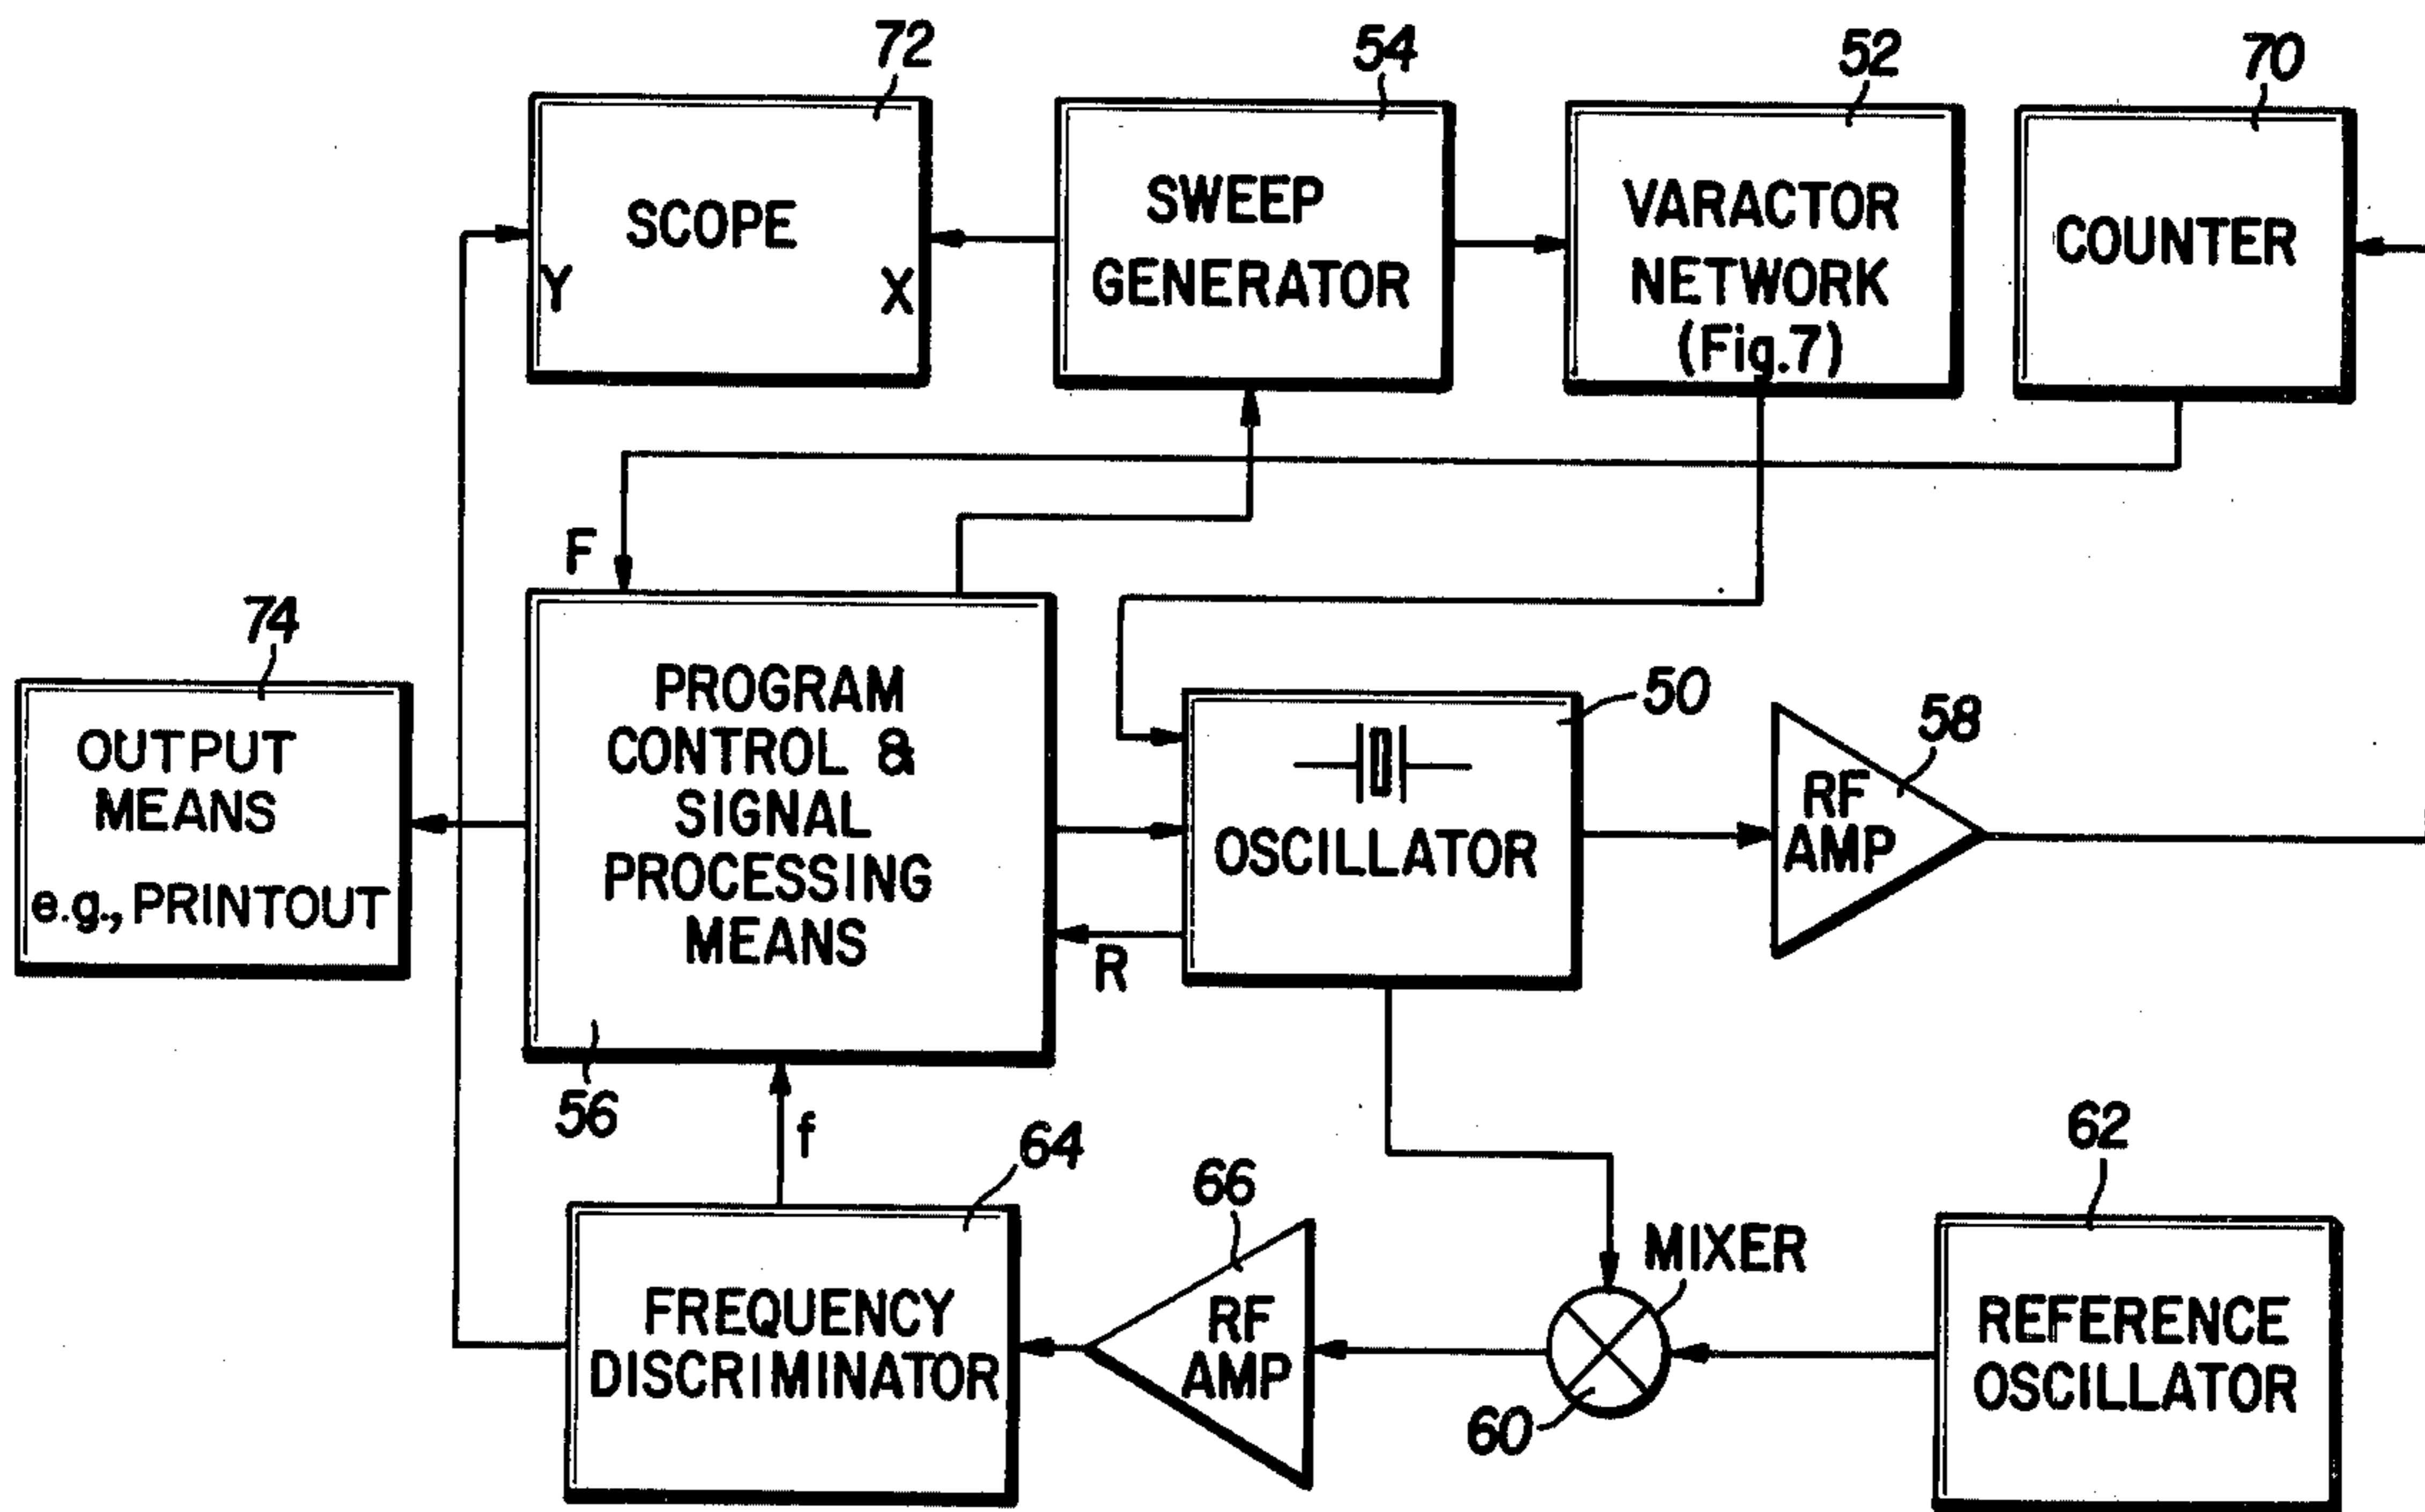 72
54
52
70
SCOPE
Y
X
SWEEP
GENERATOR
VARACTOR
NETWORK
(Fig.7)
COUNTER
F
74
OUTPUT
MEANS
e.g., PRINTOUT
PROGRAM
CONTROL &
SIGNAL
PROCESSING
MEANS
56
R
50
OSCILLATOR
58
RF
AMP
f
64
FREQUENCY
DISCRIMINATOR
66
RF
AMP
MIXER
60
62
REFERENCE
OSCILLATOR